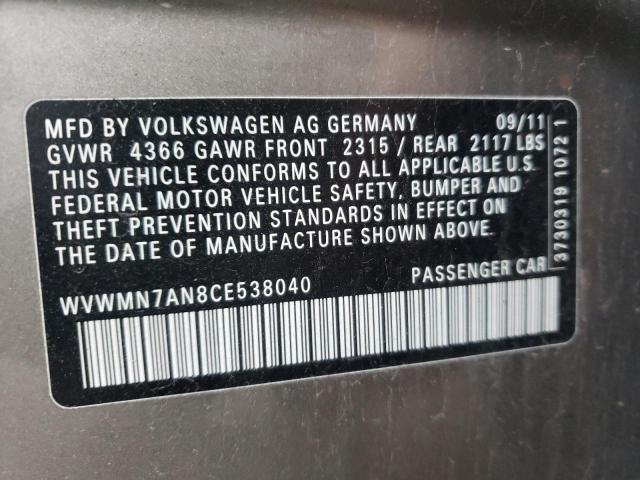 MFD BY VOLKSWAGEN AG GERMANY 09/11
GVWR 4366 GAWR FRONT 2315 / REAR 2117 LBS
THIS VEHICLE CONFORMS TO ALL APPLICABLE U.S.
FEDERAL MOTOR VEHICLE SAFETY, BUMPER AND
THEFT PREVENTION STANDARDS IN EFFECT ON
THE DATE OF MANUFACTURE SHOWN ABOVE.
WVWMN7AN8CE538040 PASSENGER CAR
3730319 1072 1